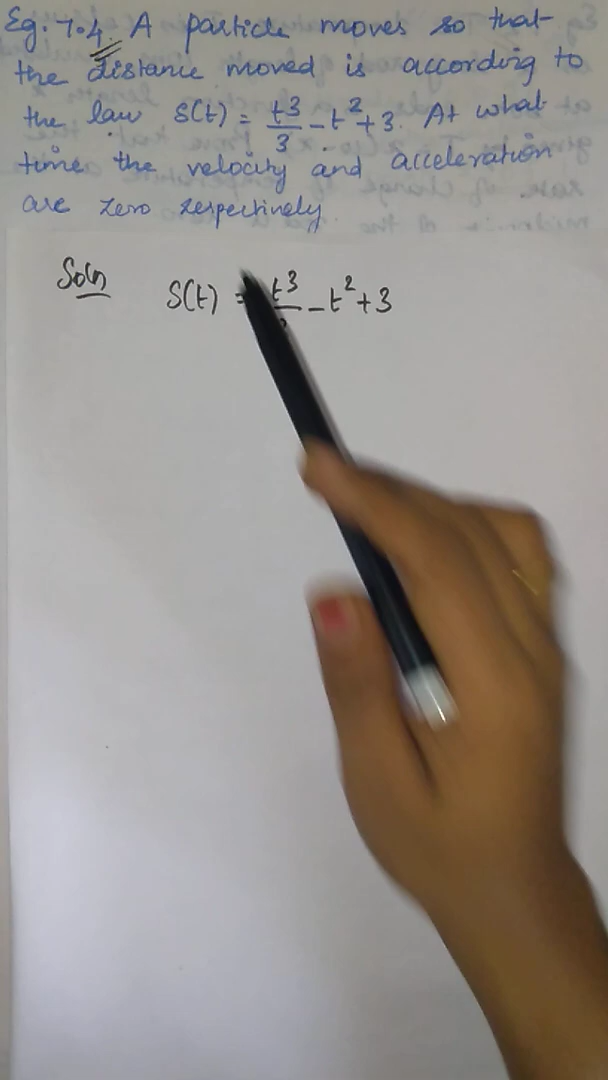 Eg. 7.4. A particle moves so that
the distance moved is according to
the law S(t) = t³/3 - t² + 3. At what
time the velocity and acceleration
are zero respectively
Soln
S(t) = t³/3 - t² + 3